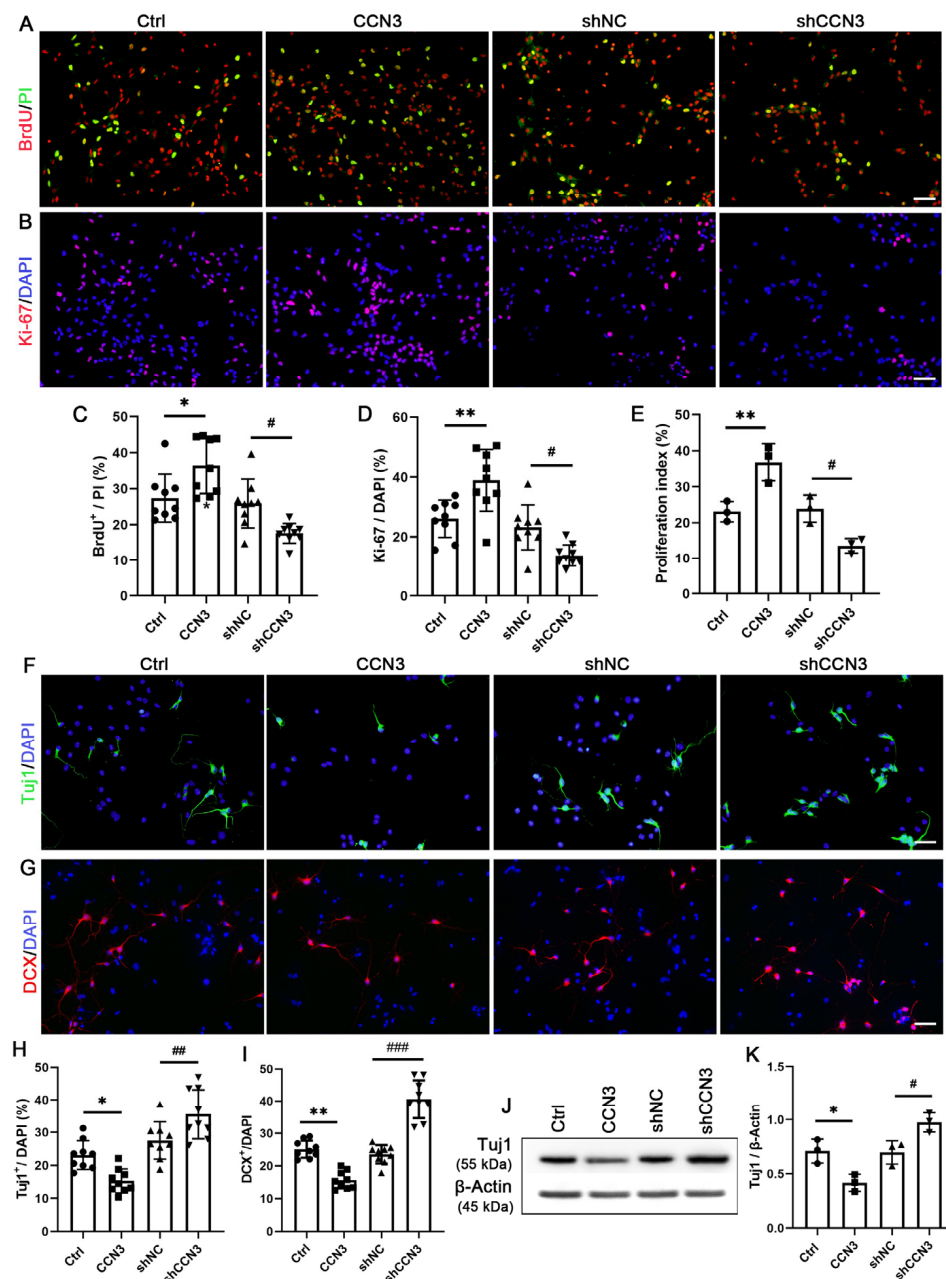 A
Ctrl
CCN3
shNC
shCCN3
BrdU/PI
B
Ki-67/DAPI
C
BrdU⁺ / PI (%)
50
40
30
20
10
0
*
#
*
Ctrl
CCN3
shNC
shCCN3
D
Ki-67 / DAPI (%)
60
40
20
0
**
#
Ctrl
CCN3
shNC
shCCN3
E
Proliferation index (%)
50
40
30
20
10
0
**
#
Ctrl
CCN3
shNC
shCCN3
F
Ctrl
CCN3
shNC
shCCN3
Tuj1/DAPI
G
DCX/DAPI
H
Tuj1⁺/ DAPI (%)
50
40
30
20
10
0
*
##
Ctrl
CCN3
shNC
shCCN3
I
DCX⁺/DAPI
50
40
30
20
10
0
**
###
Ctrl
CCN3
shNC
shCCN3
J
Ctrl
CCN3
shNC
shCCN3
Tuj1
(55 kDa)
β-Actin
(45 kDa)
K
Tuj1 / β-Actin
1.5
1.0
0.5
0.0
*
#
Ctrl
CCN3
shNC
shCCN3